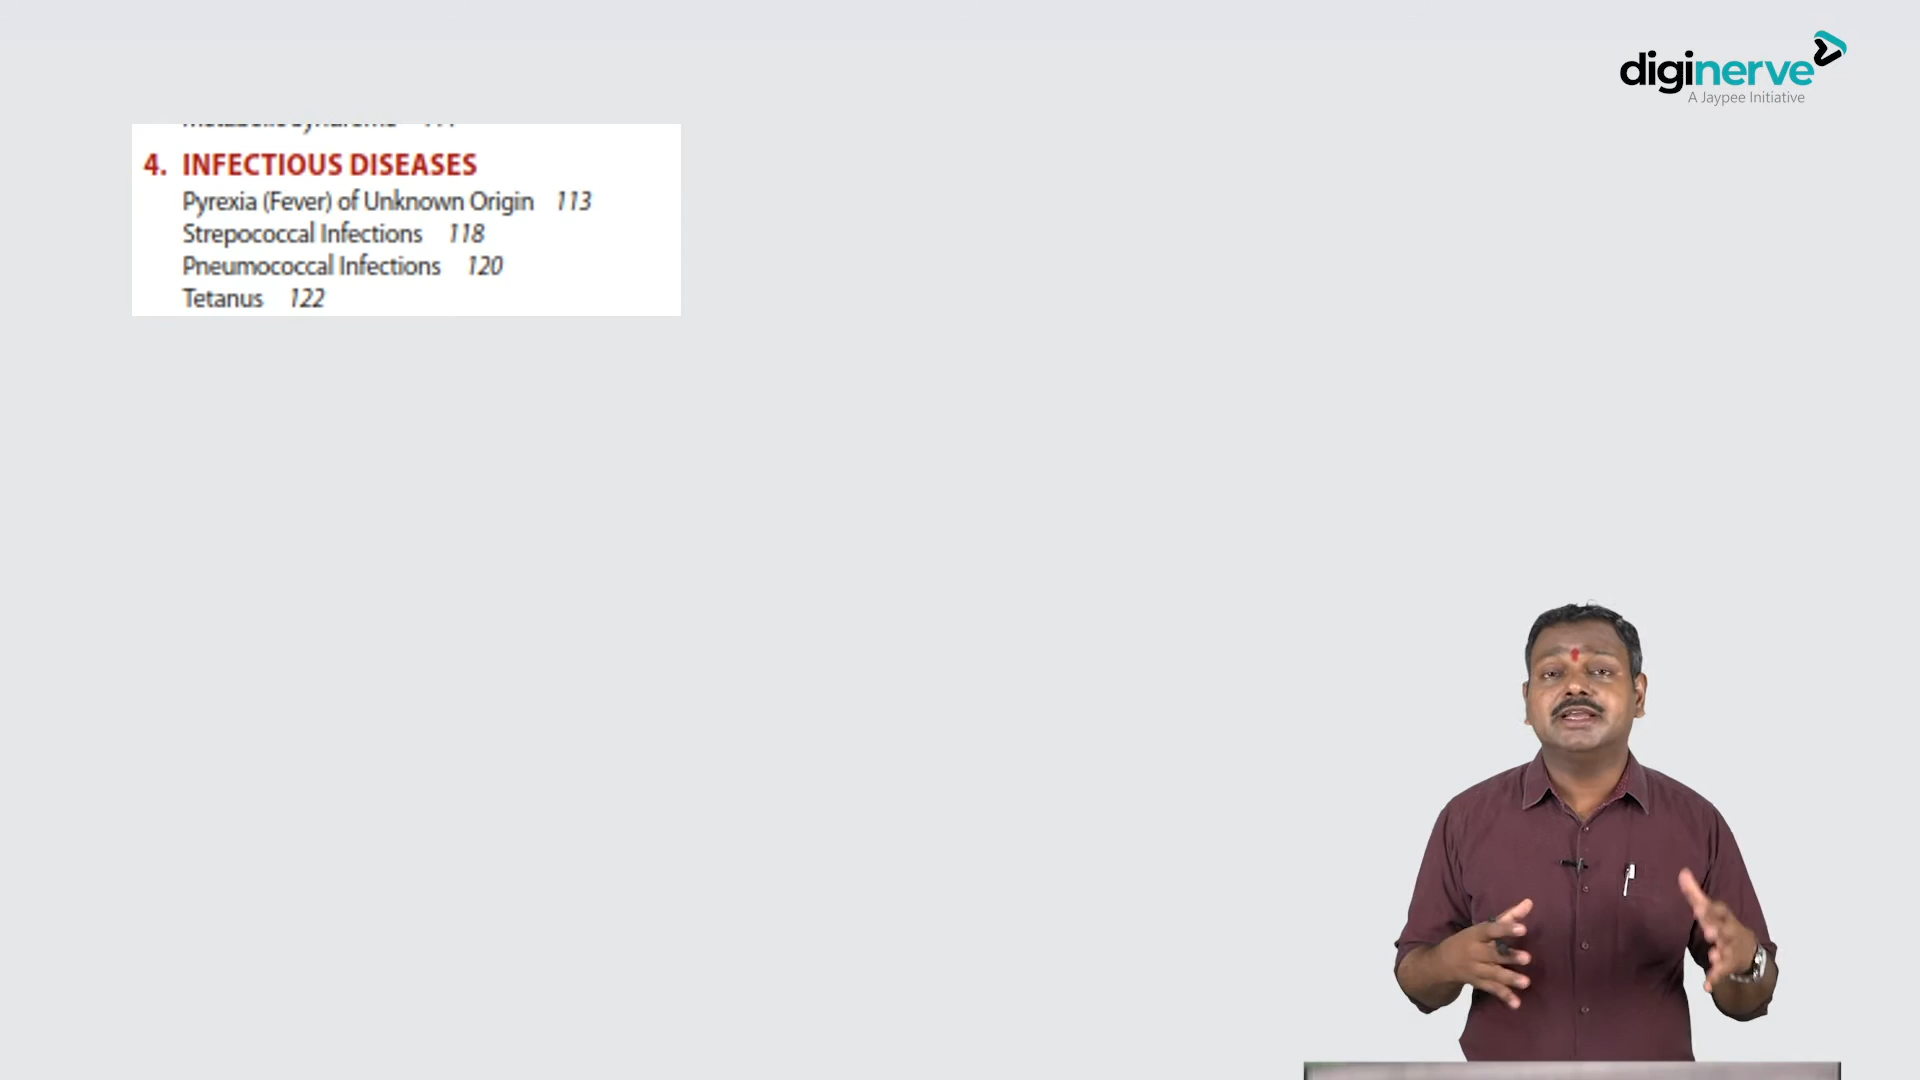 diginerve
A Jaypee Initiative
4. INFECTIOUS DISEASES
Pyrexia (Fever) of Unknown Origin 113
Strepococcal Infections 118
Pneumococcal Infections 120
Tetanus 122